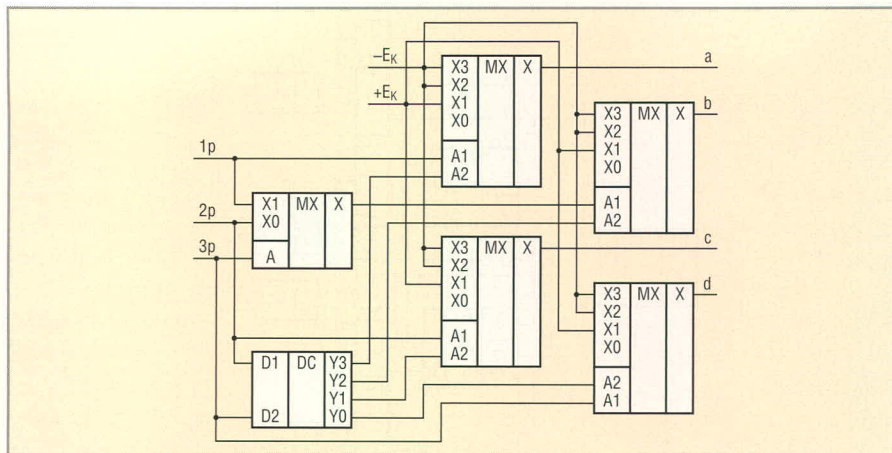 –Eк
+Eк
1p
2p
3p
X3 MX X
X2
X1
X0
A1
A2
a
X3 MX X
X2
X1
X0
A1
A2
b
X1 MX X
X0
A
X3 MX X
X2
X1
X0
A1
A2
c
X3 MX X
X2
X1
X0
A2
A1
d
D1 DC Y3
Y2
Y1
D2 Y0